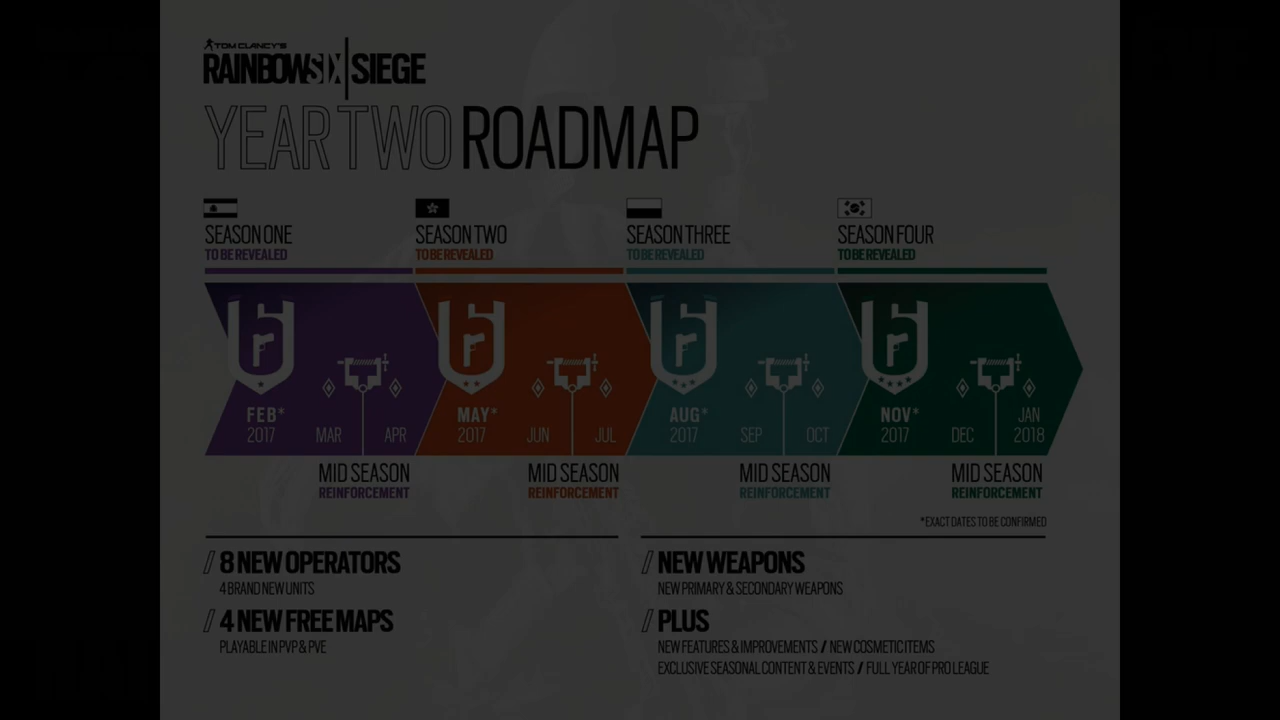 TOM CLANCY'S
RAINBOWSIX | SIEGE
YEAR TWO ROADMAP
SEASON ONE
TO BE REVEALED
SEASON TWO
TO BE REVEALED
SEASON THREE
TO BE REVEALED
SEASON FOUR
TO BE REVEALED
FEB*
2017
MAR
APR
MAY*
2017
JUN
JUL
AUG*
2017
SEP
OCT
NOV*
2017
DEC
JAN
2018
MID SEASON
REINFORCEMENT
MID SEASON
REINFORCEMENT
MID SEASON
REINFORCEMENT
MID SEASON
REINFORCEMENT
*EXACT DATES TO BE CONFIRMED
// 8 NEW OPERATORS
4 BRAND NEW UNITS
// 4 NEW FREE MAPS
PLAYABLE IN PVP & PVE
// NEW WEAPONS
NEW PRIMARY & SECONDARY WEAPONS
// PLUS
NEW FEATURES & IMPROVEMENTS / NEW COSMETIC ITEMS
EXCLUSIVE SEASONAL CONTENT & EVENTS / FULL YEAR OF PRO LEAGUE